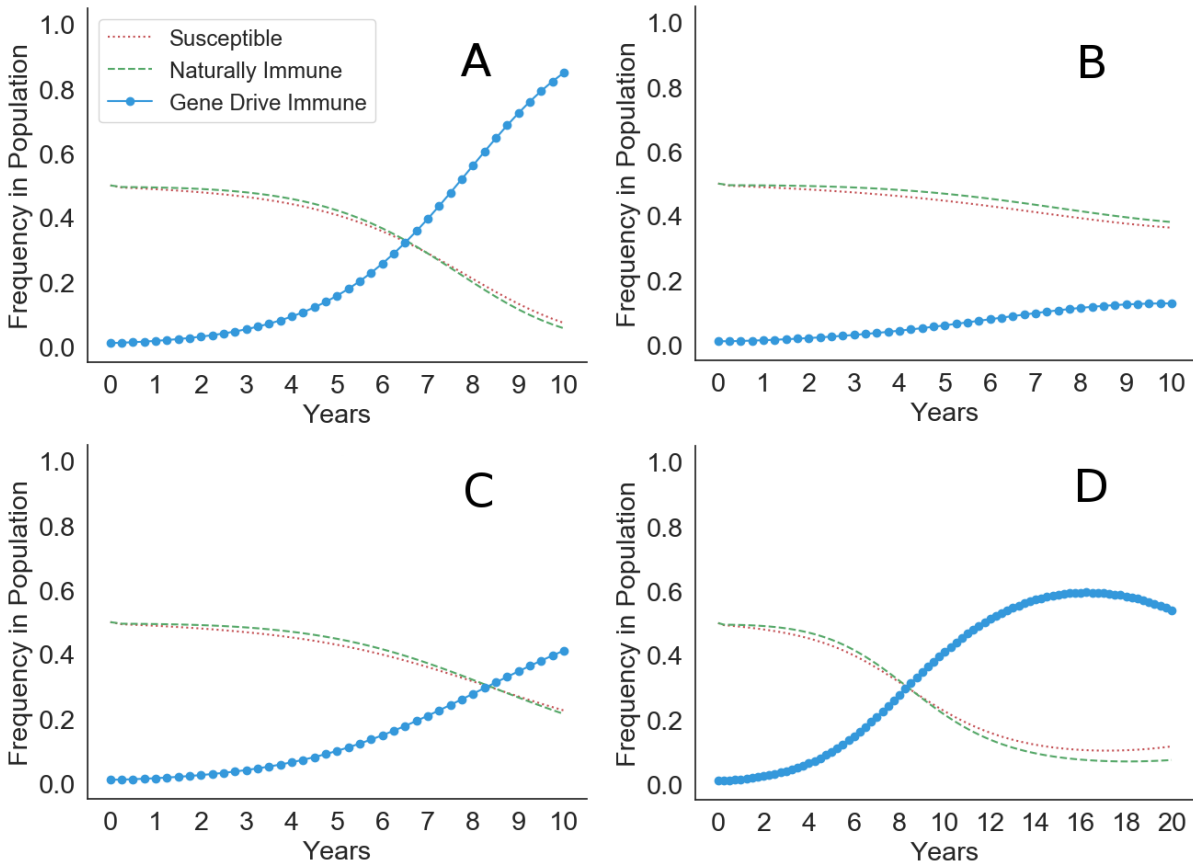 A
Susceptible
Naturally Immune
Gene Drive Immune
Frequency in Population
1.0
0.8
0.6
0.4
0.2
0.0
0 1 2 3 4 5 6 7 8 9 10
Years
B
Frequency in Population
1.0
0.8
0.6
0.4
0.2
0.0
0 1 2 3 4 5 6 7 8 9 10
Years
C
Frequency in Population
1.0
0.8
0.6
0.4
0.2
0.0
0 1 2 3 4 5 6 7 8 9 10
Years
D
Frequency in Population
1.0
0.8
0.6
0.4
0.2
0.0
0 2 4 6 8 10 12 14 16 18 20
Years